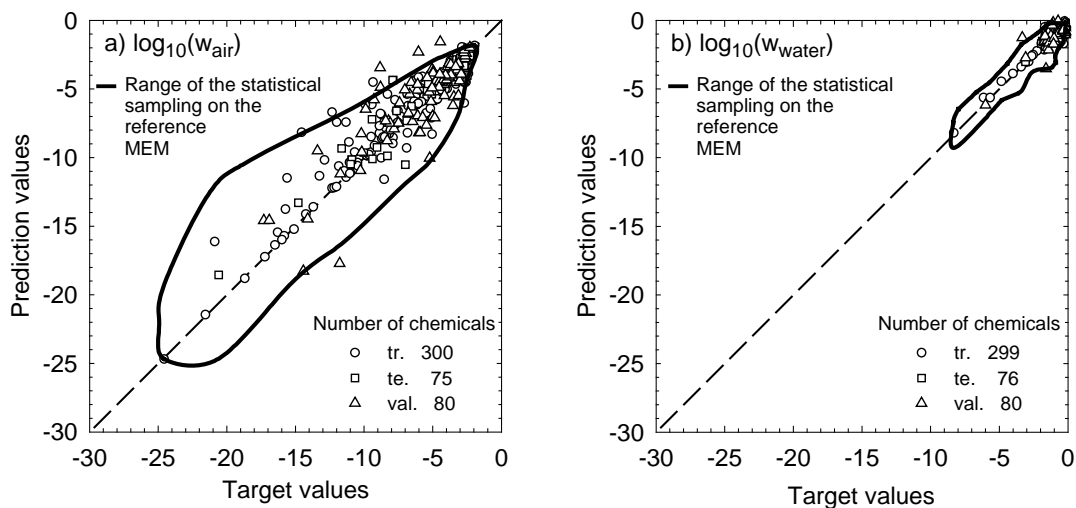 a) log10(wair)
Range of the statistical
sampling on the
reference
MEM
Prediction values
0
-5
-10
-15
-20
-25
-30
Number of chemicals
tr. 300
te. 75
val. 80
-30 -25 -20 -15 -10 -5 0
Target values
b) log10(wwater)
Range of the statistical
sampling on the
reference
MEM
Prediction values
0
-5
-10
-15
-20
-25
-30
Number of chemicals
tr. 299
te. 76
val. 80
-30 -25 -20 -15 -10 -5 0
Target values